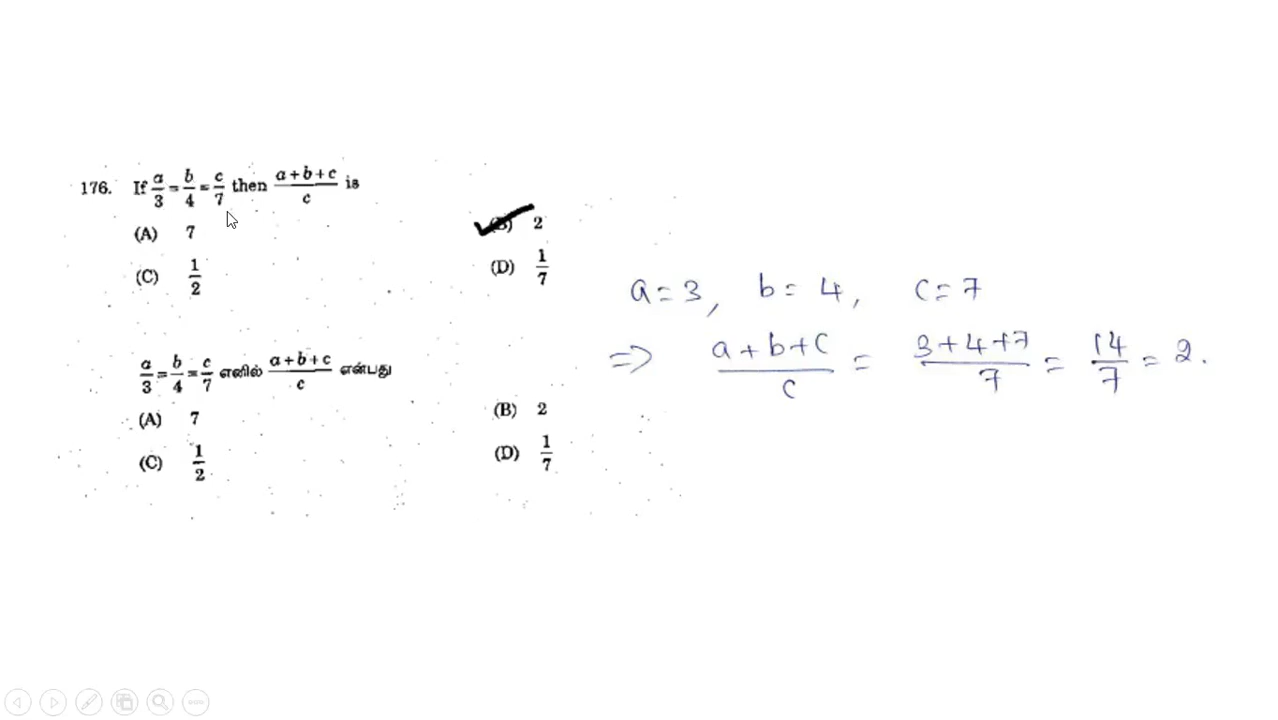 176. If a/3 = b/4 = c/7 then (a+b+c)/c is
(A) 7 (B) 2
(C) 1/2 (D) 1/7
a/3 = b/4 = c/7 எனில் (a+b+c)/c என்பது
(A) 7 (B) 2
(C) 1/2 (D) 1/7
a = 3, b = 4, c = 7
⇒ (a+b+c)/c = (3+4+7)/7 = 14/7 = 2.